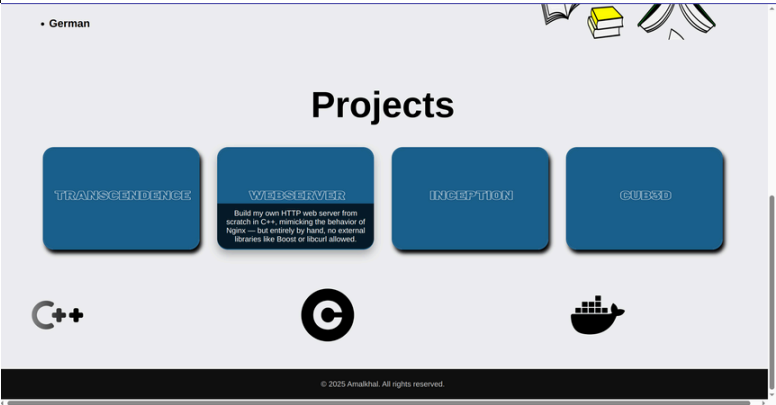 • German
Projects
TRANSCENDENCE
WEBSERVER
Build my own HTTP web server from
scratch in C++, mimicking the behavior of
Nginx — but entirely by hand, no external
libraries like Boost or libcurl allowed.
INCEPTION
CUB3D
C++
C
© 2025 Amalkhal. All rights reserved.